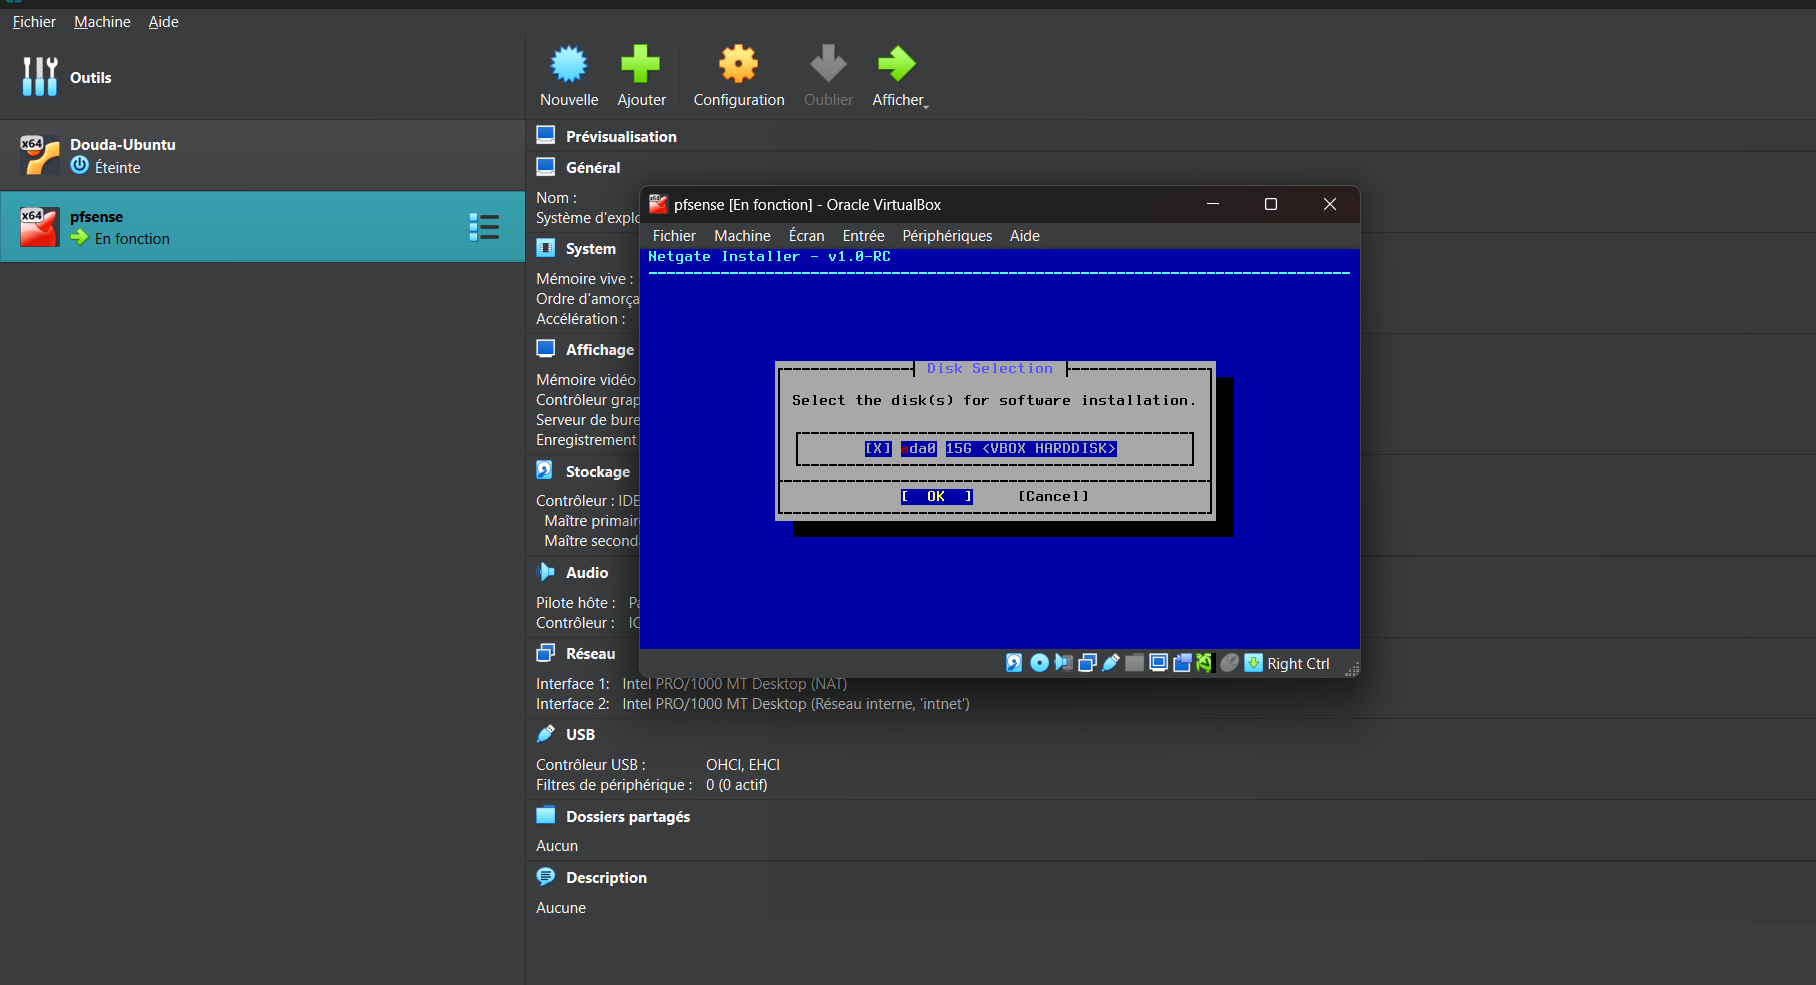 Fichier Machine Aide
Outils
Nouvelle Ajouter Configuration Oublier Afficher
x64 Douda-Ubuntu
Éteinte
x64 pfsense
En fonction
Prévisualisation
Général
Nom :
Système d'explo
System
Mémoire vive :
Ordre d'amorça
Accélération :
Affichage
Mémoire vidéo
Contrôleur grap
Serveur de bure
Enregistrement
Stockage
Contrôleur : IDE
Maître primair
Maître second
Audio
Pilote hôte : Pa
Contrôleur : IC
Réseau
Interface 1: Intel PRO/1000 MT Desktop (NAT)
Interface 2: Intel PRO/1000 MT Desktop (Réseau interne, 'intnet')
USB
Contrôleur USB : OHCI, EHCI
Filtres de périphérique : 0 (0 actif)
Dossiers partagés
Aucun
Description
Aucune
x64 pfsense [En fonction] - Oracle VirtualBox
Fichier Machine Écran Entrée Périphériques Aide
Netgate Installer - v1.0-RC
Disk Selection
Select the disk(s) for software installation.
[X] ada0 15G <VBOX HARDDISK>
[ OK ] [Cancel]
Right Ctrl